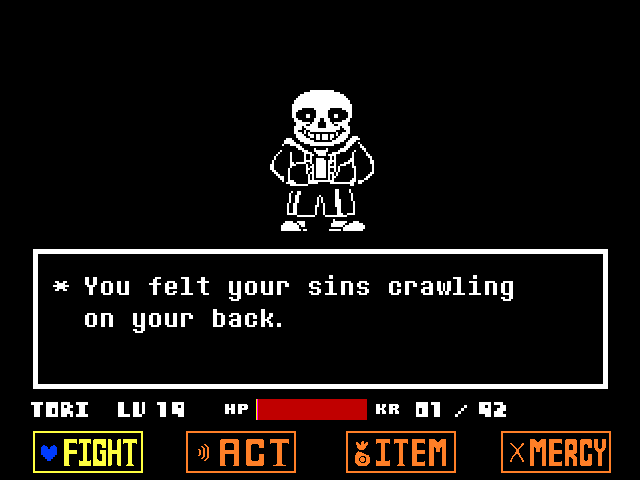 * You felt your sins crawling
on your back.
TORI LV 19 HP KR 01 / 92
FIGHT ACT ITEM MERCY